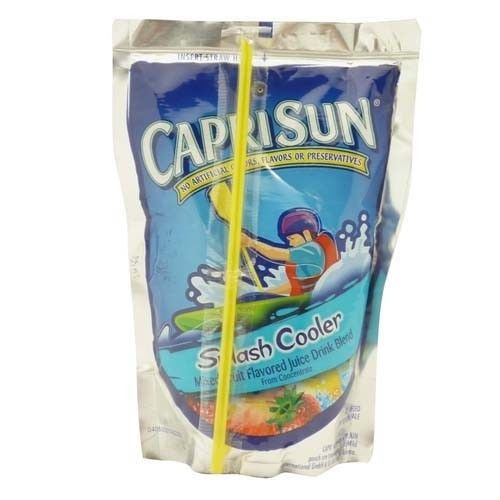 INSERT STRAW
CAPRI SUN®
NO ARTIFICIAL COLORS, FLAVORS OR PRESERVATIVES
Splash Cooler
Mixed Fruit Flavored Juice Drink Blend
From Concentrate